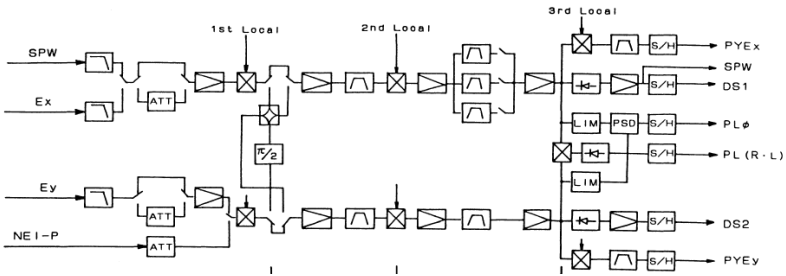 3rd Local
1st Local
2nd Local
SPW
S/H
PYEx
SPW
S/H
DS1
Ex
ATT
LIM
PSD
S/H
PLø
π/2
S/H
PL(R·L)
Ey
LIM
ATT
S/H
DS2
NEI-P
ATT
S/H
PYEy